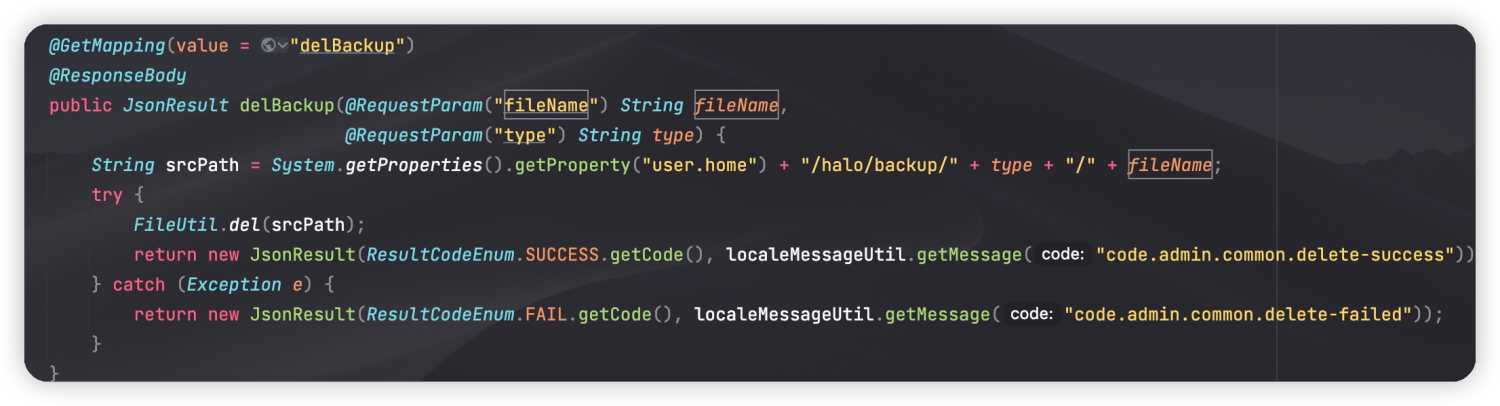 @GetMapping(value = "delBackup")
@ResponseBody
public JsonResult delBackup(@RequestParam("fileName") String fileName,
@RequestParam("type") String type) {
String srcPath = System.getProperties().getProperty("user.home") + "/halo/backup/" + type + "/" + fileName;
try {
FileUtil.del(srcPath);
return new JsonResult(ResultCodeEnum.SUCCESS.getCode(), localeMessageUtil.getMessage( code: "code.admin.common.delete-success"))
} catch (Exception e) {
return new JsonResult(ResultCodeEnum.FAIL.getCode(), localeMessageUtil.getMessage( code: "code.admin.common.delete-failed"));
}
}